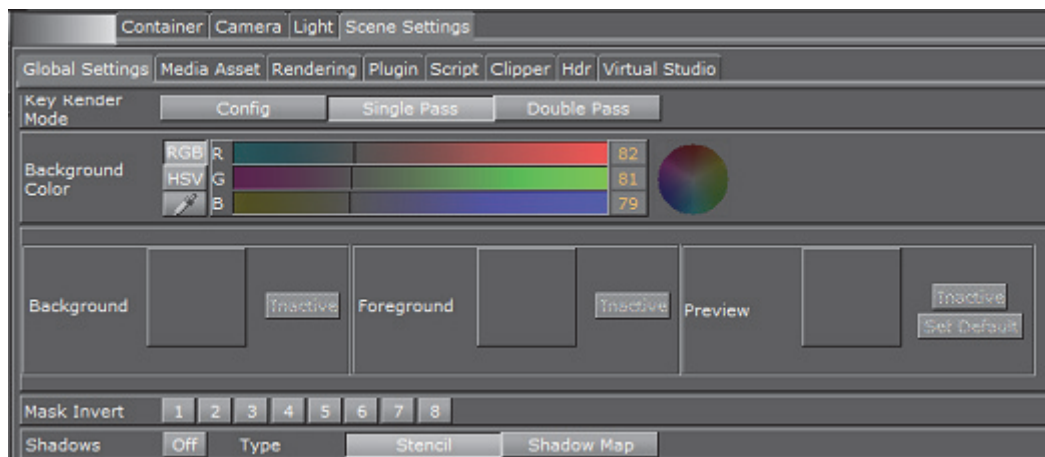 Container Camera Light Scene Settings
Global Settings Media Asset Rendering Plugin Script Clipper Hdr Virtual Studio
Key Render Mode Config Single Pass Double Pass
Background Color RGB R 82
HSV G 81
B 79
Background Inactive Foreground Inactive Preview Inactive
Set Default
Mask Invert 1 2 3 4 5 6 7 8
Shadows Off Type Stencil Shadow Map